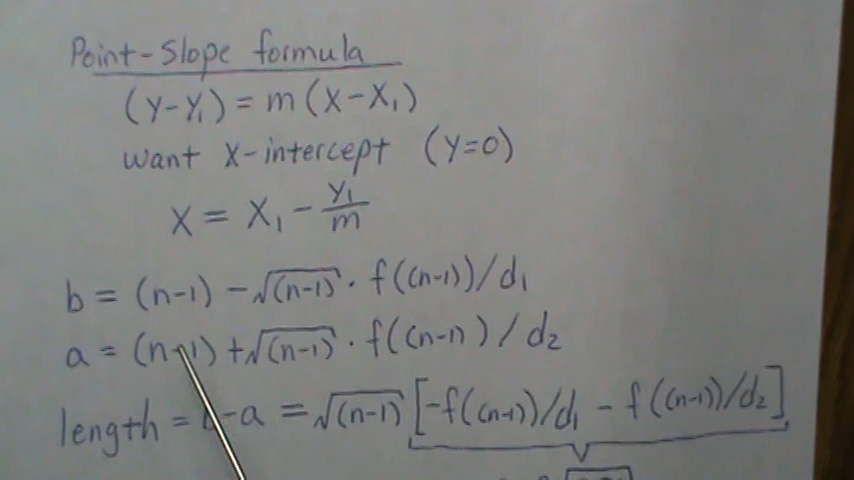 Point-Slope formula
(Y-Y₁) = m (X-X₁)
want X-intercept (Y=0)
X = X₁ - Y₁/m
b = (n-1) - √(n-1) · f((n-1))/d₁
a = (n-1) + √(n-1) · f((n-1))/d₂
length = b-a = √(n-1) [-f((n-1))/d₁ - f((n-1))/d₂]